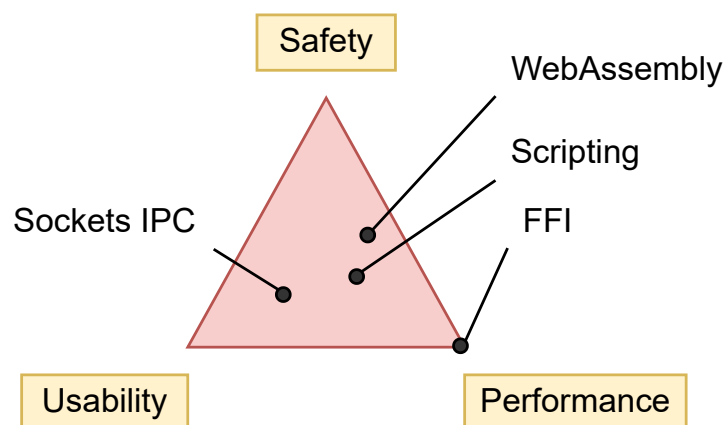 Safety
WebAssembly
Scripting
Sockets IPC
FFI
Usability
Performance